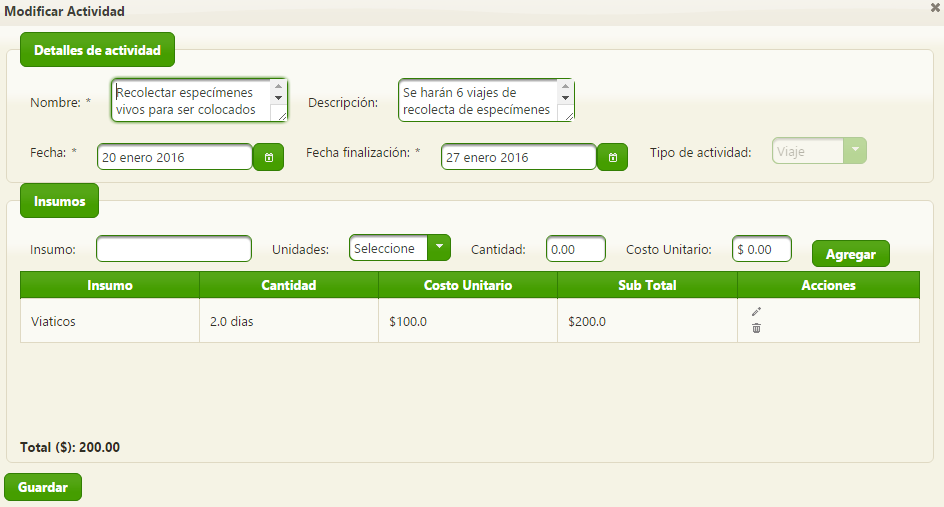 Modificar Actividad
Detalles de actividad
Nombre: * Recolectar especímenes vivos para ser colocados Descripción: Se harán 6 viajes de recolecta de especímenes
Fecha: * 20 enero 2016 Fecha finalización: * 27 enero 2016 Tipo de actividad: Viaje
Insumos
Insumo: Unidades: Seleccione Cantidad: 0.00 Costo Unitario: $ 0.00 Agregar
Insumo Cantidad Costo Unitario Sub Total Acciones
Viaticos 2.0 dias $100.0 $200.0
Total ($): 200.00
Guardar